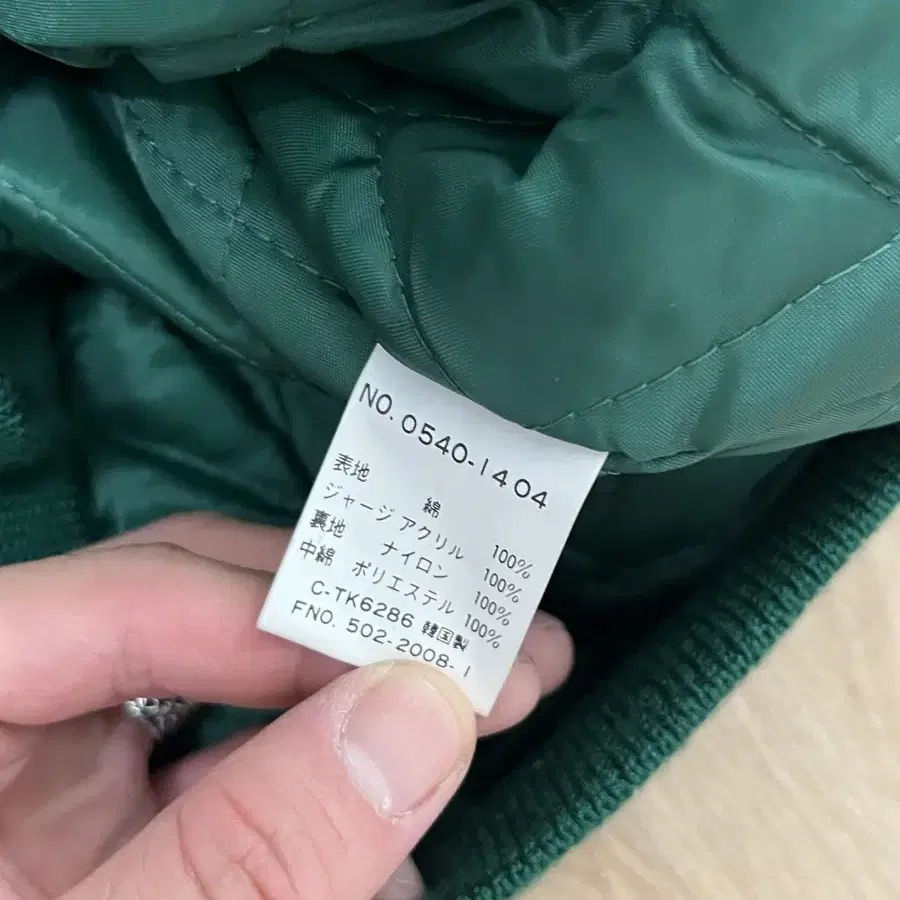 NO. 0540-1404
表地 綿 100%
ジャージ アクリル 100%
裏地 ナイロン 100%
中綿 ポリエステル 100%
C-TK6286 韓国製
FNO. 502-2008-1